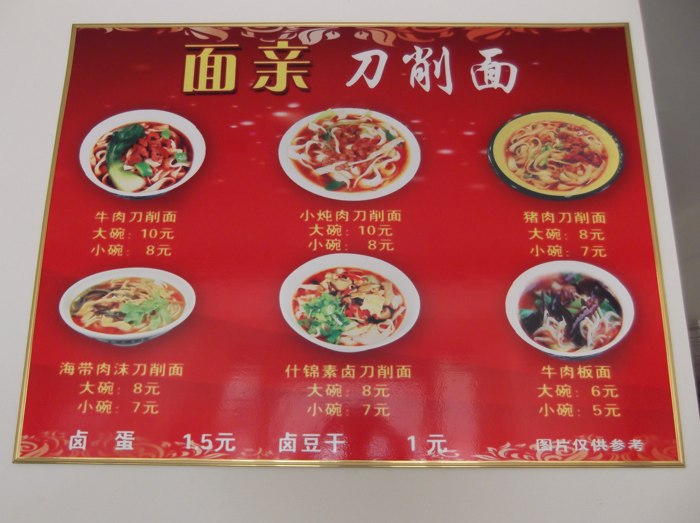 面亲 刀削面
牛肉刀削面
大碗：10元
小碗：8元
小炖肉刀削面
大碗：10元
小碗：8元
猪肉刀削面
大碗：8元
小碗：7元
海带肉沫刀削面
大碗：8元
小碗：7元
什锦素卤刀削面
大碗：8元
小碗：7元
牛肉板面
大碗：6元
小碗：5元
卤 蛋 1.5元 卤豆干 1元 图片仅供参考